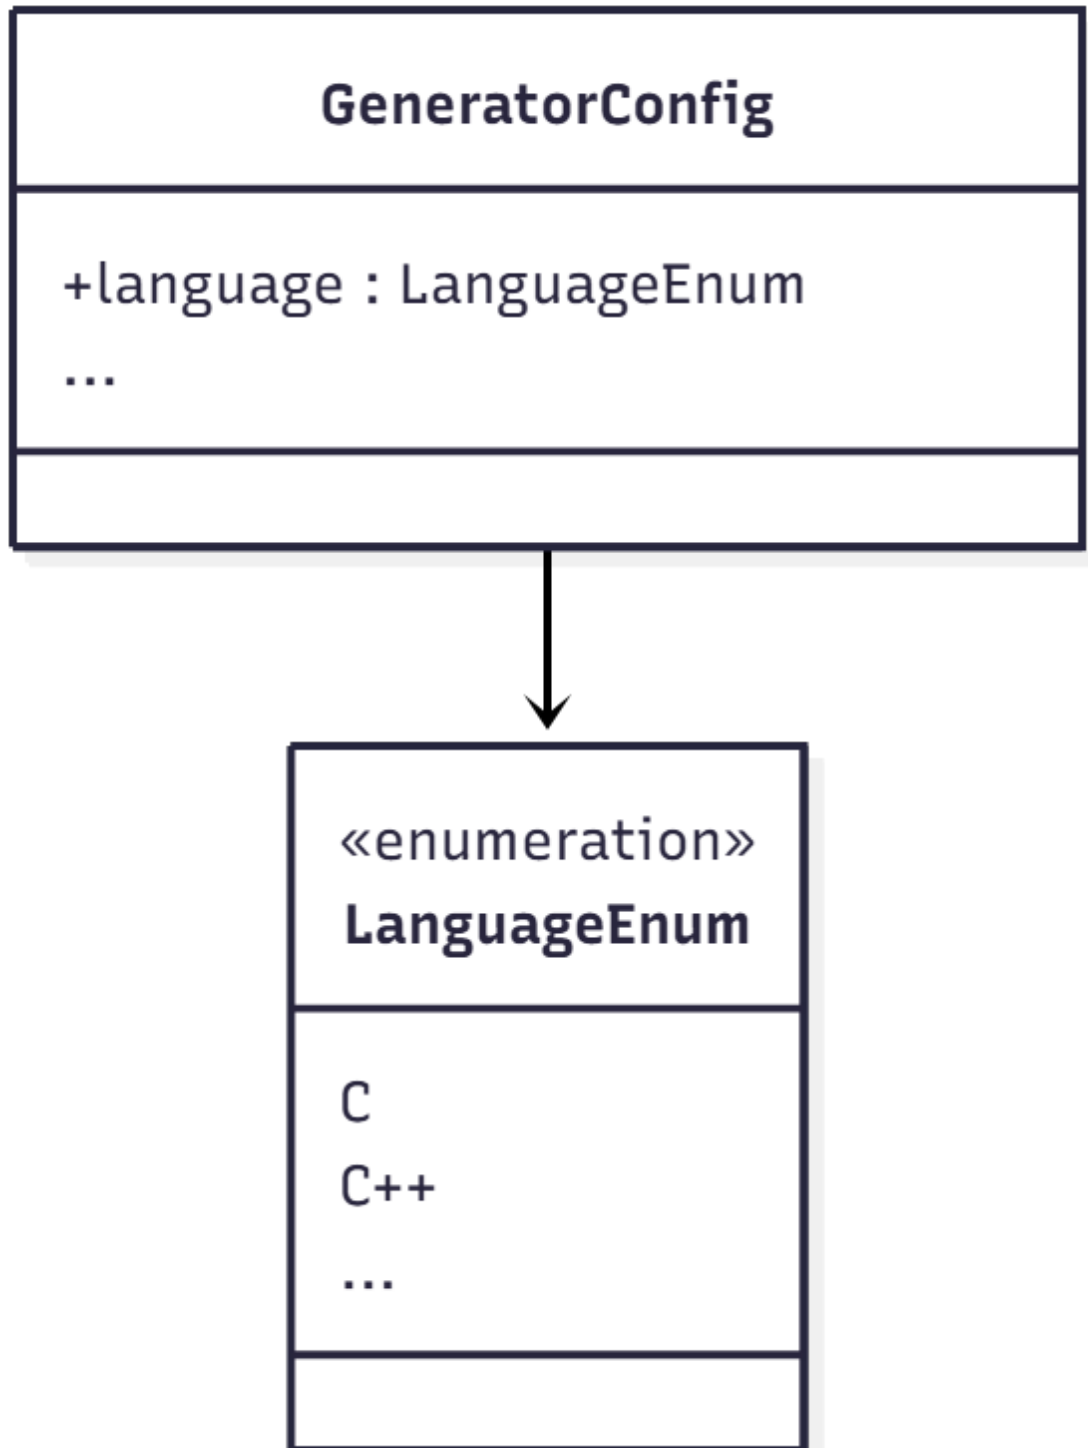 GeneratorConfig
+language : LanguageEnum
...
«enumeration»
LanguageEnum
C
C++
...